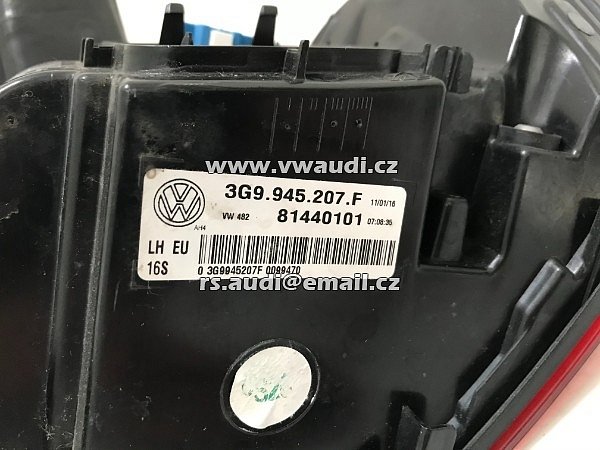 www.vwaudi.cz
3G9.945.207.F 11/01/16
VW 482 81440101 07:08:35
AH4
LH EU
16S 0 3G9945207F 0099470
rs.audi@email.cz